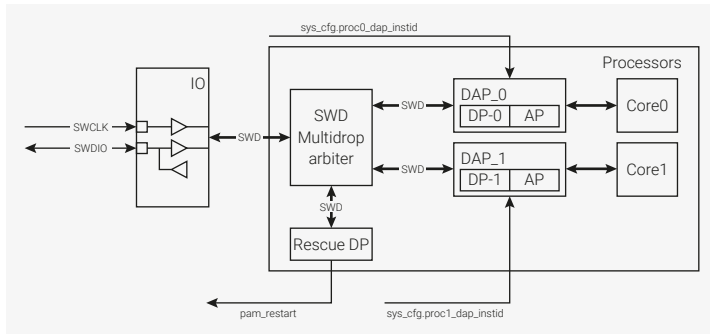 sys_cfg.proc0_dap_instid
Processors
IO
SWCLK
SWDIO
SWD
SWD
Multidrop
arbiter
SWD
DAP_0
DP-0 AP
Core0
SWD
DAP_1
DP-1 AP
Core1
SWD
Rescue DP
pam_restart
sys_cfg.proc1_dap_instid